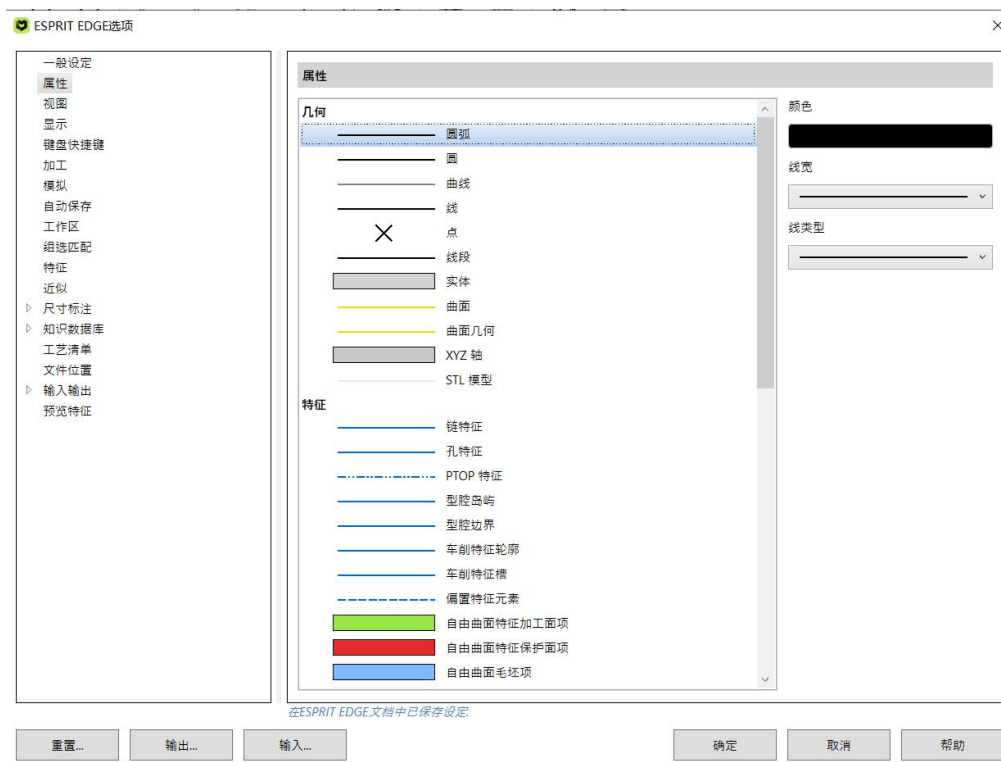 ESPRIT EDGE选项
一般设定
属性
视图
显示
键盘快捷键
加工
模拟
自动保存
工作区
组选匹配
特征
近似
尺寸标注
知识数据库
工艺清单
文件位置
输入输出
预览特征
属性
几何
圆弧
圆
曲线
线
点
线段
实体
曲面
曲面几何
XYZ 轴
STL 模型
特征
链特征
孔特征
PTOP 特征
型腔岛屿
型腔边界
车削特征轮廓
车削特征槽
偏置特征元素
自由曲面特征加工面项
自由曲面特征保护面项
自由曲面毛坯项
颜色
线宽
线类型
在ESPRIT EDGE文档中已保存设定.
重置... 输出... 输入... 确定 取消 帮助